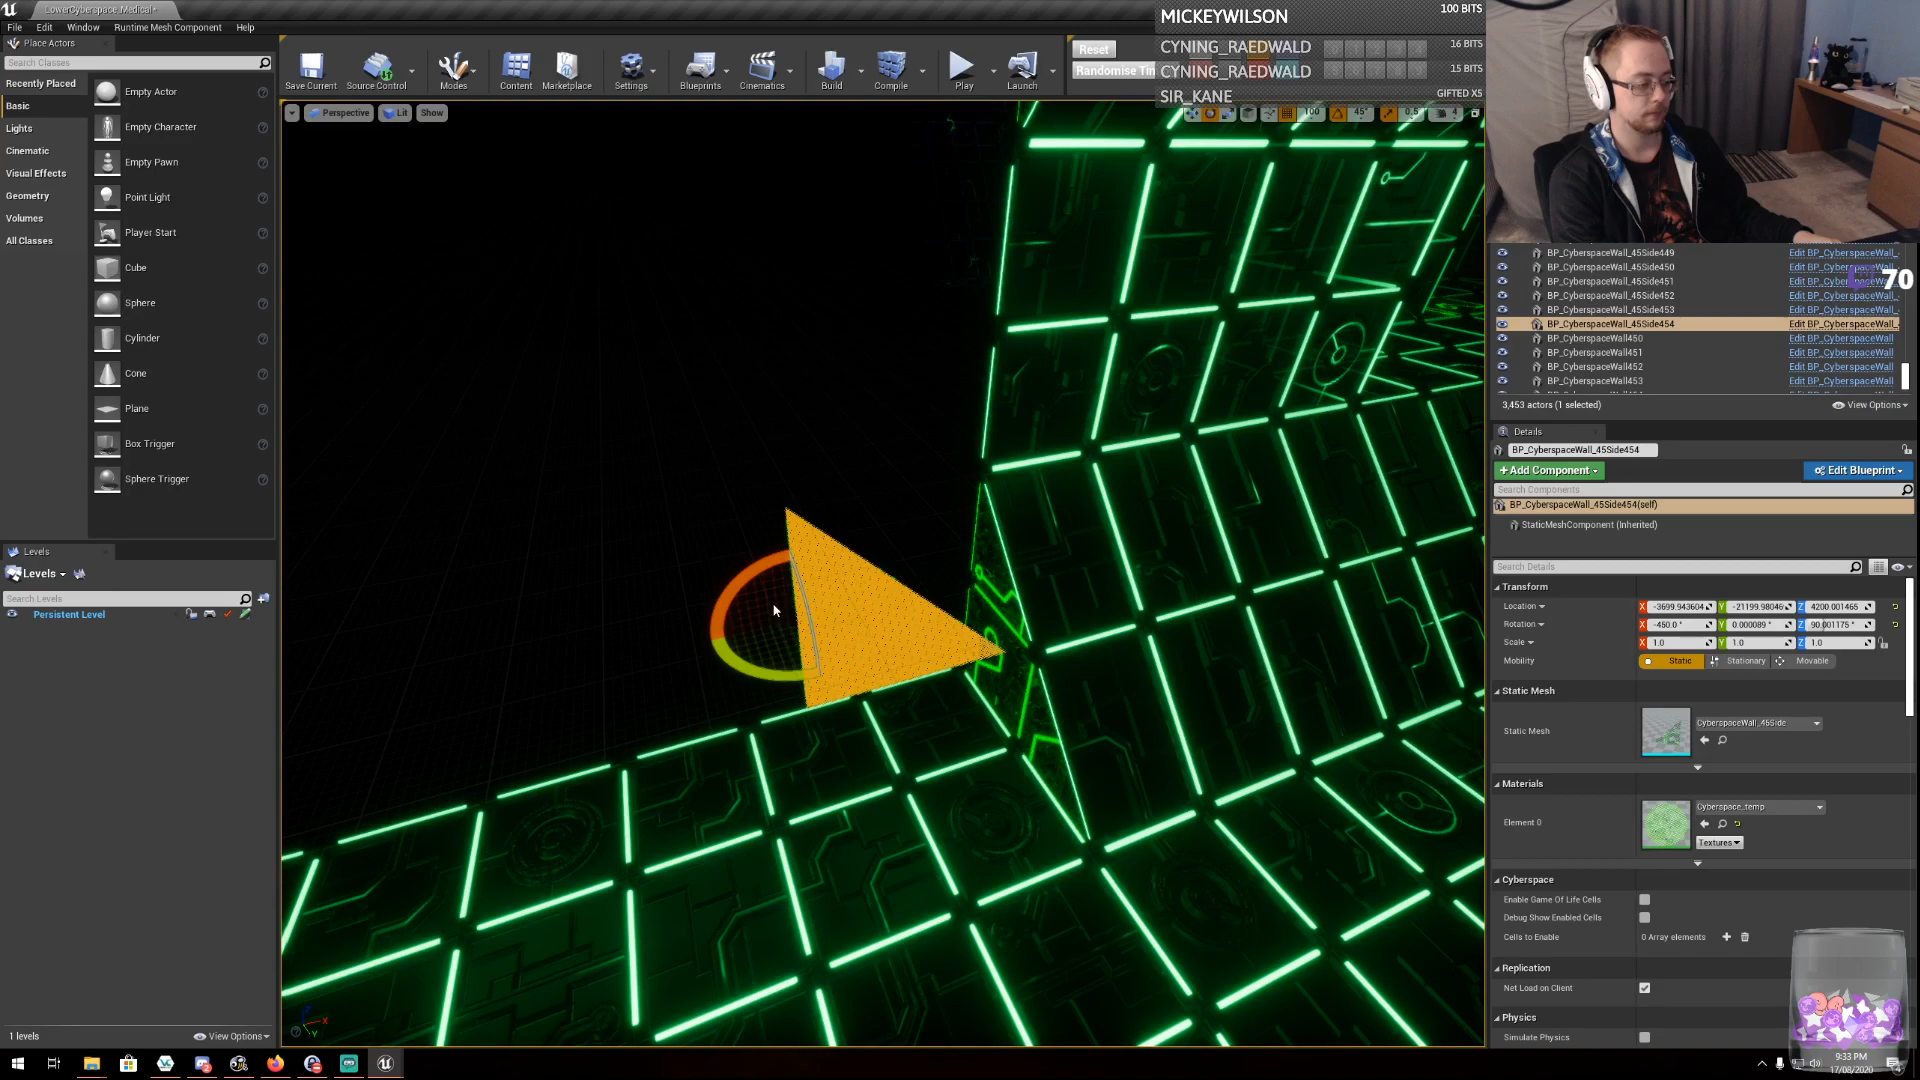 LowerCyberspace_Medical*
File Edit Window Runtime Mesh Component Help
Place Actors
Search Classes
Recently Placed
Basic
Lights
Cinematic
Visual Effects
Geometry
Volumes
All Classes
Empty Actor
Empty Character
Empty Pawn
Point Light
Player Start
Cube
Sphere
Cylinder
Cone
Plane
Box Trigger
Sphere Trigger
Levels
Levels
Search Levels
Persistent Level
1 levels
View Options
Save Current
Source Control
Modes
Content
Marketplace
Settings
Blueprints
Cinematics
Build
Compile
Play
Launch
Reset
Randomise Tin
Perspective Lit Show
100 45° 0.5 4
MICKEYWILSON 100 BITS
CYNING_RAEDWALD 16 BITS
CYNING_RAEDWALD 15 BITS
SIR_KANE GIFTED X5
70
BP_CyberspaceWall_45Side449 Edit BP_CyberspaceWall_
BP_CyberspaceWall_45Side450 Edit BP_CyberspaceWall_
BP_CyberspaceWall_45Side451 Edit BP_CyberspaceWall_
BP_CyberspaceWall_45Side452 Edit BP_CyberspaceWall_
BP_CyberspaceWall_45Side453 Edit BP_CyberspaceWall_
BP_CyberspaceWall_45Side454 Edit BP_CyberspaceWall_
BP_CyberspaceWall450 Edit BP_CyberspaceWall
BP_CyberspaceWall451 Edit BP_CyberspaceWall
BP_CyberspaceWall452 Edit BP_CyberspaceWall
BP_CyberspaceWall453 Edit BP_CyberspaceWall
3,453 actors (1 selected) View Options
Details
BP_CyberspaceWall_45Side454
+Add Component Edit Blueprint
Search Components
BP_CyberspaceWall_45Side454(self)
StaticMeshComponent (Inherited)
Search Details
Transform
Location X -3699.943604 Y -21199.98046 Z 4200.001465
Rotation X -450.0 ° Y 0.000089 ° Z 90.001175 °
Scale X 1.0 Y 1.0 Z 1.0
Mobility Static Stationary Movable
Static Mesh
Static Mesh CyberspaceWall_45Side
Materials
Element 0 Cyberspace_temp
Textures
Cyberspace
Enable Game Of Life Cells
Debug Show Enabled Cells
Cells to Enable 0 Array elements
Replication
Net Load on Client
Physics
Simulate Physics
9:33 PM
17/08/2020